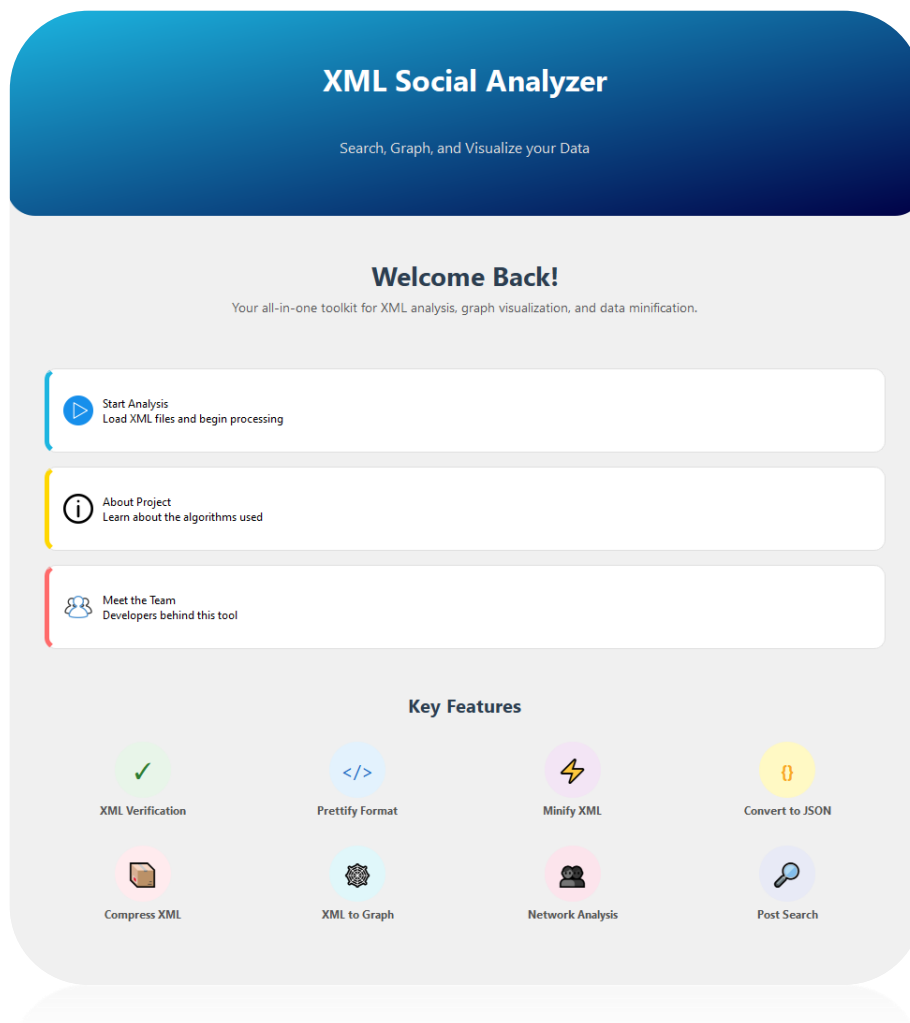 XML Social Analyzer
Search, Graph, and Visualize your Data
Welcome Back!
Your all-in-one toolkit for XML analysis, graph visualization, and data minification.
Start Analysis
Load XML files and begin processing
About Project
Learn about the algorithms used
Meet the Team
Developers behind this tool
Key Features
✓ </> {}
XML Verification Prettify Format Minify XML Convert to JSON
Compress XML XML to Graph Network Analysis Post Search